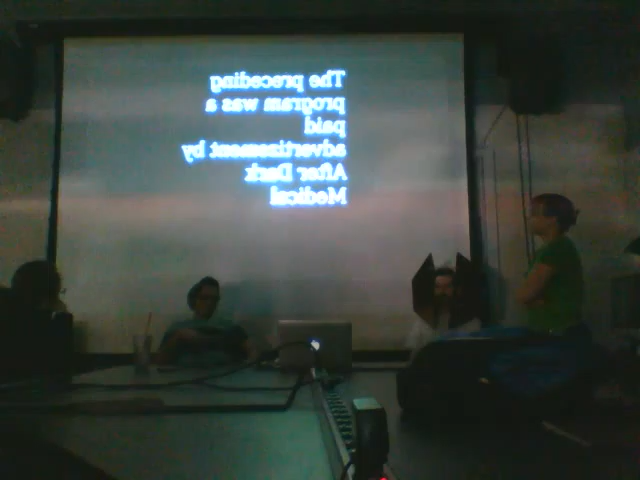 The preceding
program was a
paid
advertisement by
After Dark
Medical